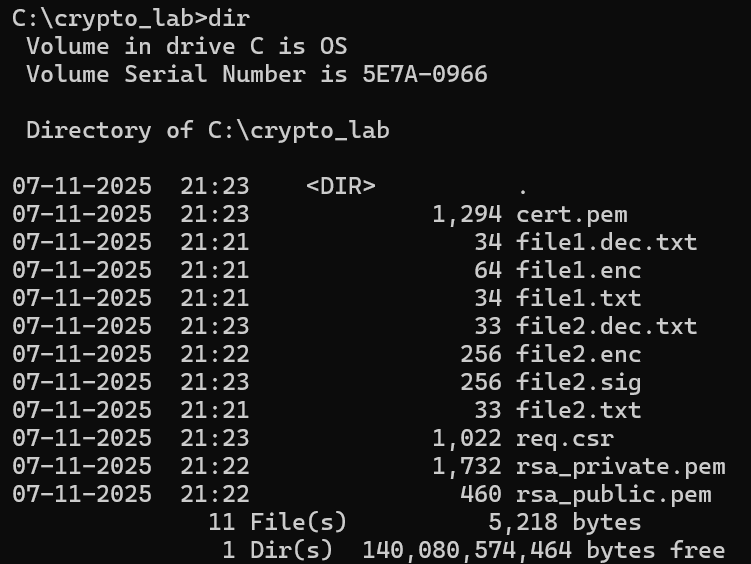 C:\crypto_lab>dir
Volume in drive C is OS
Volume Serial Number is 5E7A-0966
Directory of C:\crypto_lab
07-11-2025  21:23    <DIR>          .
07-11-2025  21:23             1,294 cert.pem
07-11-2025  21:21                34 file1.dec.txt
07-11-2025  21:21                64 file1.enc
07-11-2025  21:21                34 file1.txt
07-11-2025  21:23                33 file2.dec.txt
07-11-2025  21:22               256 file2.enc
07-11-2025  21:23               256 file2.sig
07-11-2025  21:21                33 file2.txt
07-11-2025  21:23             1,022 req.csr
07-11-2025  21:22             1,732 rsa_private.pem
07-11-2025  21:22               460 rsa_public.pem
11 File(s)          5,218 bytes
1 Dir(s)  140,080,574,464 bytes free